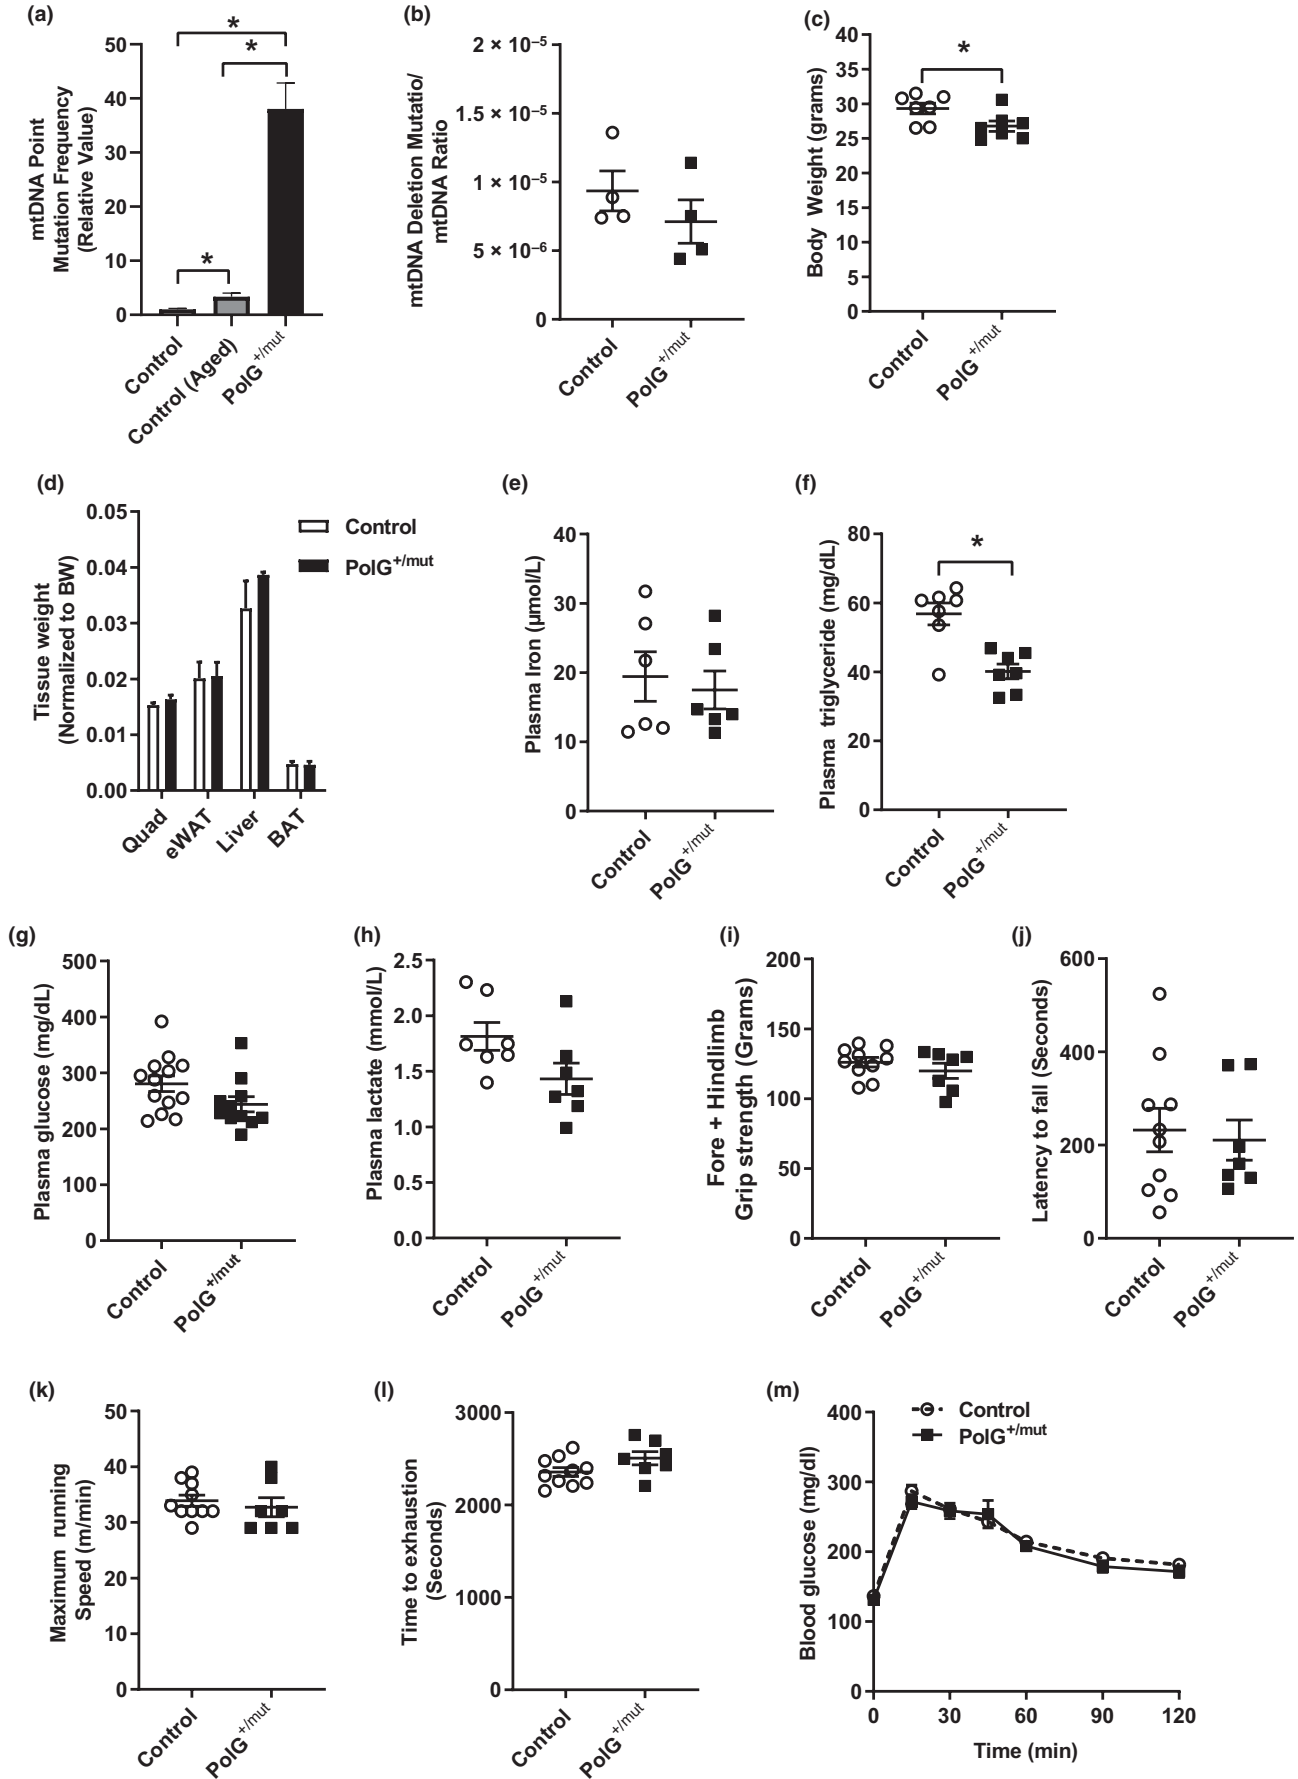 (a)
*
*
*
mtDNA Point
Mutation Frequency
(Relative Value)
50
40
30
20
10
0
Control
Control (Aged)
PolG+/mut
(b)
mtDNA Deletion Mutatio/
mtDNA Ratio
2 × 10–5
1.5 × 10–5
1 × 10–5
5 × 10–6
0
Control
PolG+/mut
(c)
*
Body Weight (grams)
40
35
30
25
20
15
10
5
0
Control
PolG+/mut
(d)
Tissue weight
(Normalized to BW)
0.05
0.04
0.03
0.02
0.01
0.00
Control
PolG+/mut
Quad
eWAT
Liver
BAT
(e)
Plasma Iron (μmol/L)
40
30
20
10
0
Control
PolG+/mut
(f)
*
Plasma triglyceride (mg/dL)
80
60
40
20
0
Control
PolG+/mut
(g)
Plasma glucose (mg/dL)
500
400
300
200
100
0
Control
PolG+/mut
(h)
Plasma lactate (mmol/L)
2.5
2.0
1.5
1.0
0.5
0.0
Control
PolG+/mut
(i)
Fore + Hindlimb
Grip strength (Grams)
200
150
100
50
0
Control
PolG+/mut
(j)
Latency to fall (Seconds)
600
400
200
0
Control
PolG+/mut
(k)
Maximum running
Speed (m/min)
50
40
30
20
10
0
Control
PolG+/mut
(l)
Time to exhaustion
(Seconds)
3000
2000
1000
0
Control
PolG+/mut
(m)
Blood glucose (mg/dl)
400
300
200
100
0
Control
PolG+/mut
0
30
60
90
120
Time (min)